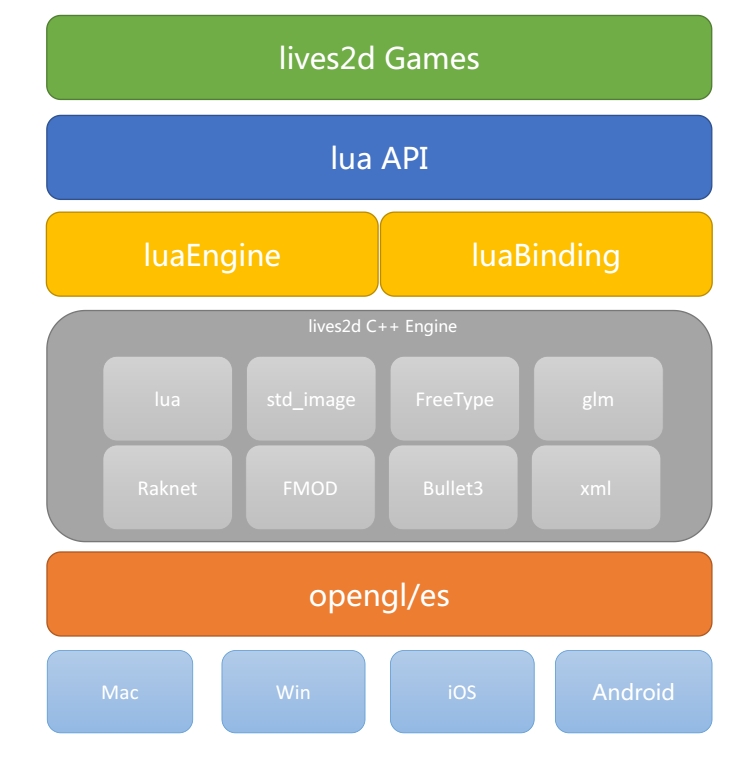 lives2d Games
lua API
luaEngine luaBinding
lives2d C++ Engine
lua std_image FreeType glm
Raknet FMOD Bullet3 xml
opengl/es
Mac Win iOS Android